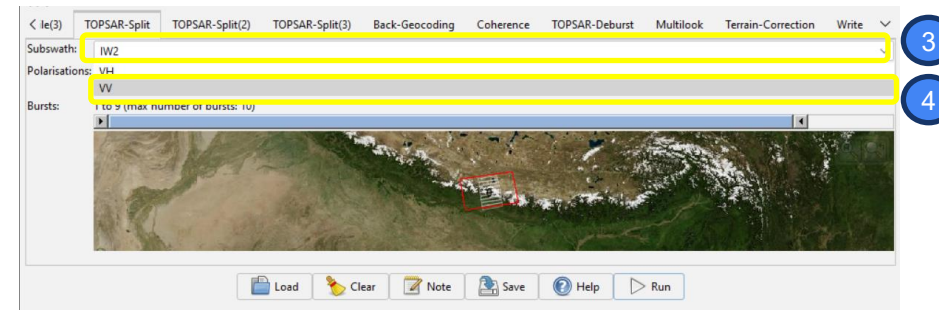 < le(3) TOPSAR-Split TOPSAR-Split(2) TOPSAR-Split(3) Back-Geocoding Coherence TOPSAR-Deburst Multilook Terrain-Correction Write
Subswath: IW2
3
Polarisations: VH
VV
4
Bursts: 1 to 9 (max number of bursts: 10)
Load Clear Note Save Help Run